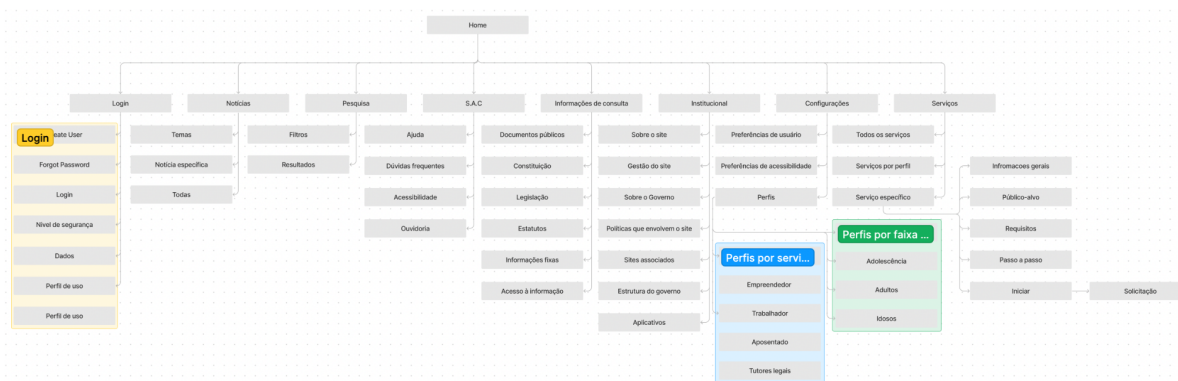 Home
Login
Notícias
Pesquisa
S.A.C
Informações de consulta
Institucional
Configurações
Serviços
Login
eate User
Forgot Password
Login
Nível de segurança
Dados
Perfil de uso
Perfil de uso
Temas
Notícia específica
Todas
Filtros
Resultados
Ajuda
Dúvidas frequentes
Acessibilidade
Ouvidoria
Documentos públicos
Constituição
Legislação
Estatutos
Informações fixas
Acesso à informação
Sobre o site
Gestão do site
Sobre o Governo
Políticas que envolvem o site
Sites associados
Estrutura do governo
Aplicativos
Preferências de usuário
Preferências de acessibilidade
Perfis
Perfis por servi...
Empreendedor
Trabalhador
Aposentado
Tutores legais
Todos os serviços
Serviços por perfil
Serviço específico
Perfis por faixa ...
Adolescência
Adultos
Idosos
Infromacoes gerais
Público-alvo
Requisitos
Passo a passo
Iniciar
Solicitação